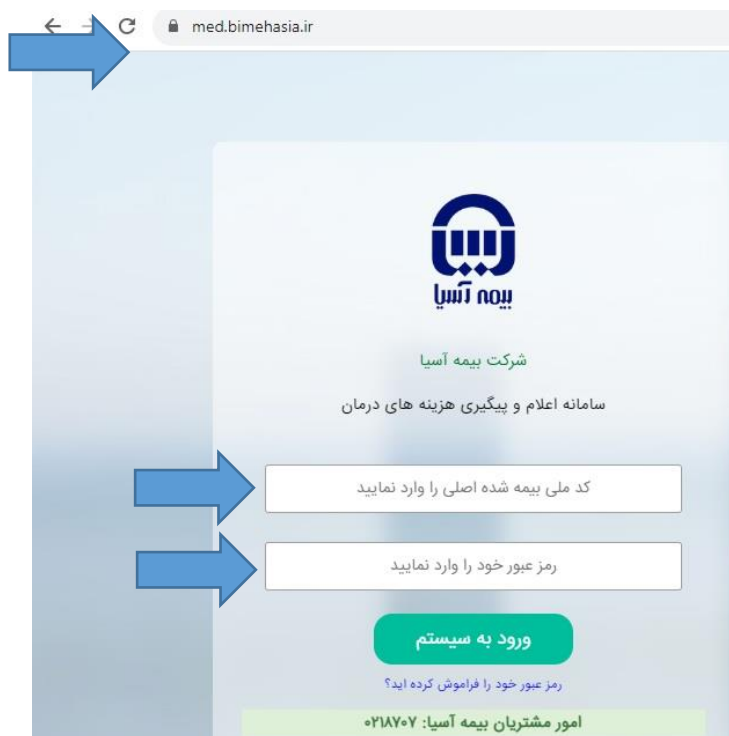 med.bimehasia.ir
بیمه آسیا
شرکت بیمه آسیا
سامانه اعلام و پیگیری هزینه های درمان
کد ملی بیمه شده اصلی را وارد نمایید
رمز عبور خود را وارد نمایید
ورود به سیستم
رمز عبور خود را فراموش کرده اید؟
امور مشتریان بیمه آسیا: ۰۲۱۸۷۰۷